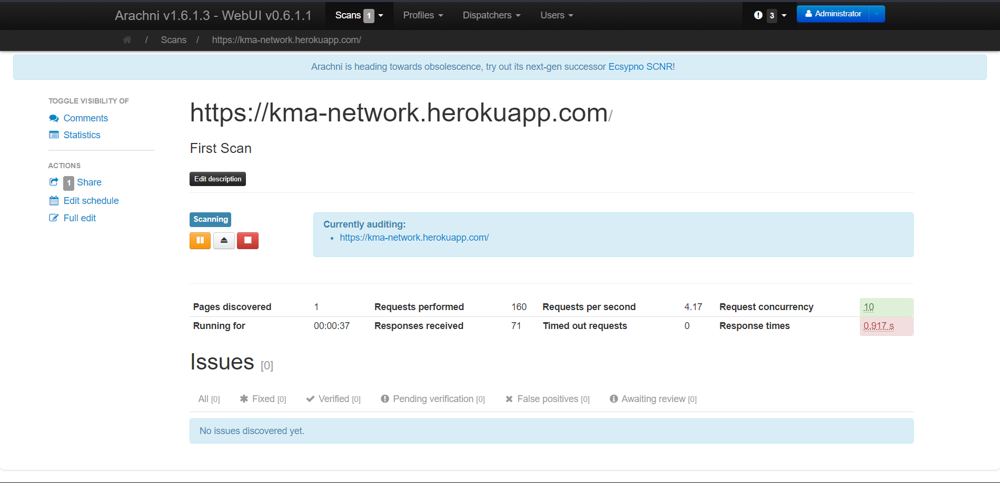 Arachni v1.6.1.3 - WebUI v0.6.1.1 Scans 1 Profiles Dispatchers Users 3 Administrator
/ Scans / https://kma-network.herokuapp.com/
Arachni is heading towards obsolescence, try out its next-gen successor Ecsypno SCNR!
TOGGLE VISIBILITY OF
Comments
Statistics
ACTIONS
1 Share
Edit schedule
Full edit
https://kma-network.herokuapp.com/
First Scan
Edit description
Scanning
Currently auditing:
• https://kma-network.herokuapp.com/
Pages discovered 1 Requests performed 160 Requests per second 4.17 Request concurrency 10
Running for 00:00:37 Responses received 71 Timed out requests 0 Response times 0.917 s
Issues [0]
All [0] Fixed [0] Verified [0] Pending verification [0] False positives [0] Awaiting review [0]
No issues discovered yet.